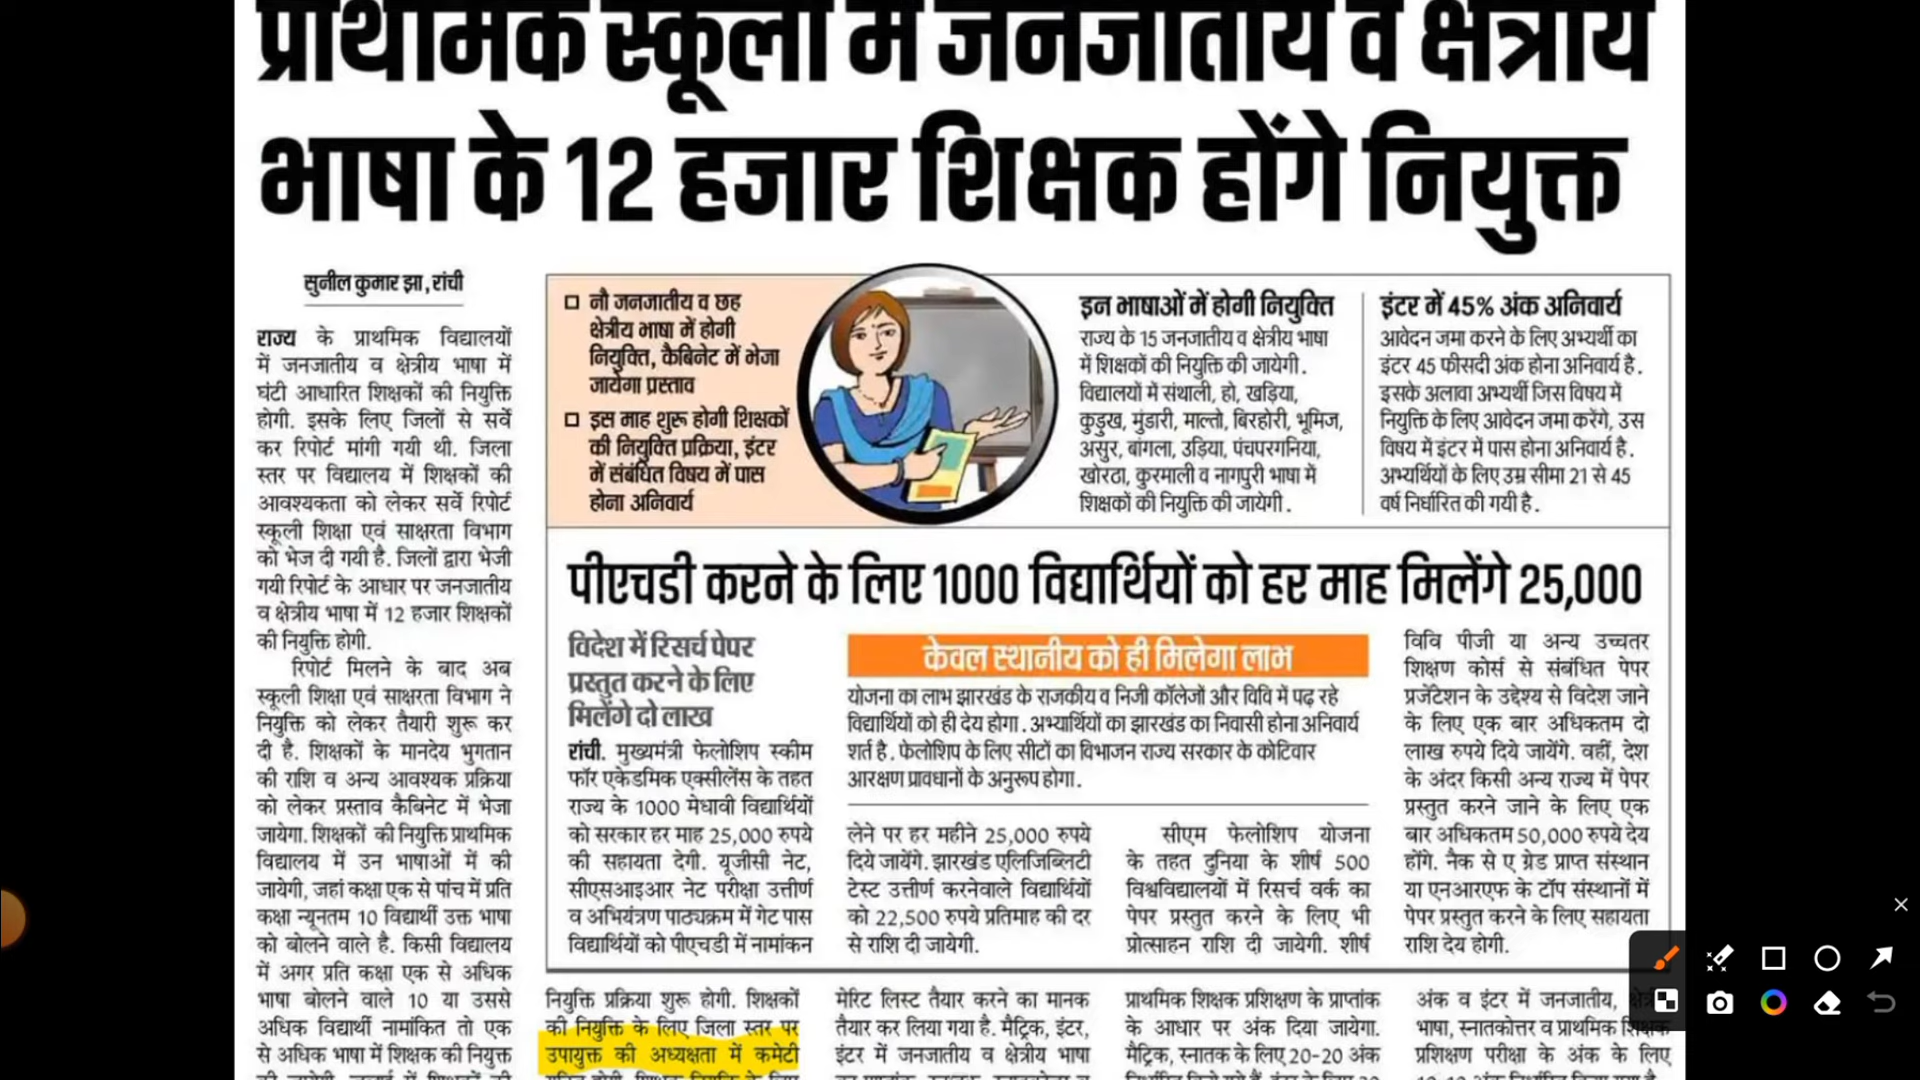 प्राथमिक स्कूलों में जनजातीय व क्षेत्रीय
भाषा के 12 हजार शिक्षक होंगे नियुक्त
सुनील कुमार झा, रांची
राज्य के प्राथमिक विद्यालयों
में जनजातीय व क्षेत्रीय भाषा में
घंटी आधारित शिक्षकों की नियुक्ति
होगी. इसके लिए जिलों से सर्वे
कर रिपोर्ट मांगी गयी थी. जिला
स्तर पर विद्यालय में शिक्षकों की
आवश्यकता को लेकर सर्वे रिपोर्ट
स्कूली शिक्षा एवं साक्षरता विभाग
को भेज दी गयी है. जिलों द्वारा भेजी
गयी रिपोर्ट के आधार पर जनजातीय
व क्षेत्रीय भाषा में 12 हजार शिक्षकों
की नियुक्ति होगी.
रिपोर्ट मिलने के बाद अब
स्कूली शिक्षा एवं साक्षरता विभाग ने
नियुक्ति को लेकर तैयारी शुरू कर
दी है. शिक्षकों के मानदेय भुगतान
की राशि व अन्य आवश्यक प्रक्रिया
को लेकर प्रस्ताव कैबिनेट में भेजा
जायेगा. शिक्षकों की नियुक्ति प्राथमिक
विद्यालय में उन भाषाओं में की
जायेगी, जहां कक्षा एक से पांच में प्रति
कक्षा न्यूनतम 10 विद्यार्थी उक्त भाषा
को बोलने वाले है. किसी विद्यालय
में अगर प्रति कक्षा एक से अधिक
भाषा बोलने वाले 10 या उससे
अधिक विद्यार्थी नामांकित तो एक
से अधिक भाषा में शिक्षक की नियुक्त
नौ जनजातीय व छह
क्षेत्रीय भाषा में होगी
नियुक्ति, कैबिनेट में भेजा
जायेगा प्रस्ताव
इस माह शुरू होगी शिक्षकों
की नियुक्ति प्रक्रिया, इंटर
में संबंधित विषय में पास
होना अनिवार्य
इन भाषाओं में होगी नियुक्ति
राज्य के 15 जनजातीय व क्षेत्रीय भाषा
में शिक्षकों की नियुक्ति की जायेगी.
विद्यालयों में संथाली, हो, खड़िया,
कुडुख, मुंडारी, माल्तो, बिरहोरी, भूमिज,
असुर, बांगला, उड़िया, पंचपरगनिया,
खोरठा, कुरमाली व नागपुरी भाषा में
शिक्षकों की नियुक्ति की जायेगी.
इंटर में 45% अंक अनिवार्य
आवेदन जमा करने के लिए अभ्यर्थी का
इंटर 45 फीसदी अंक होना अनिवार्य है.
इसके अलावा अभ्यर्थी जिस विषय में
नियुक्ति के लिए आवेदन जमा करेंगे, उस
विषय में इंटर में पास होना अनिवार्य है.
अभ्यर्थियों के लिए उम्र सीमा 21 से 45
वर्ष निर्धारित की गयी है.
पीएचडी करने के लिए 1000 विद्यार्थियों को हर माह मिलेंगे 25,000
विदेश में रिसर्च पेपर
प्रस्तुत करने के लिए
मिलेंगे दो लाख
रांची. मुख्यमंत्री फेलोशिप स्कीम
फॉर एकेडमिक एक्सीलेंस के तहत
राज्य के 1000 मेधावी विद्यार्थियों
को सरकार हर माह 25,000 रुपये
की सहायता देगी. यूजीसी नेट,
सीएसआइआर नेट परीक्षा उत्तीर्ण
व अभियंत्रण पाठ्यक्रम में गेट पास
विद्यार्थियों को पीएचडी में नामांकन
केवल स्थानीय को ही मिलेगा लाभ
योजना का लाभ झारखंड के राजकीय व निजी कॉलेजों और विवि में पढ़ रहे
विद्यार्थियों को ही देय होगा. अभ्यार्थियों का झारखंड का निवासी होना अनिवार्य
शर्त है. फेलोशिप के लिए सीटों का विभाजन राज्य सरकार के कोटिवार
आरक्षण प्रावधानों के अनुरूप होगा.
लेने पर हर महीने 25,000 रुपये
दिये जायेंगे. झारखंड एलिजिब्लिटी
टेस्ट उत्तीर्ण करनेवाले विद्यार्थियों
को 22,500 रुपये प्रतिमाह की दर
से राशि दी जायेगी.
सीएम फेलोशिप योजना
के तहत दुनिया के शीर्ष 500
विश्वविद्यालयों में रिसर्च वर्क का
पेपर प्रस्तुत करने के लिए भी
प्रोत्साहन राशि दी जायेगी. शीर्ष
विवि पीजी या अन्य उच्चतर
शिक्षण कोर्स से संबंधित पेपर
प्रजेंटेशन के उद्देश्य से विदेश जाने
के लिए एक बार अधिकतम दो
लाख रुपये दिये जायेंगे. वहीं, देश
के अंदर किसी अन्य राज्य में पेपर
प्रस्तुत करने जाने के लिए एक
बार अधिकतम 50,000 रुपये देय
होंगे. नैक से ए ग्रेड प्राप्त संस्थान
या एनआरएफ के टॉप संस्थानों में
पेपर प्रस्तुत करने के लिए सहायता
राशि देय होगी.
नियुक्ति प्रक्रिया शुरू होगी. शिक्षकों
की नियुक्ति के लिए जिला स्तर पर
उपायुक्त की अध्यक्षता में कमेटी
मेरिट लिस्ट तैयार करने का मानक
तैयार कर लिया गया है. मैट्रिक, इंटर,
इंटर में जनजातीय व क्षेत्रीय भाषा
प्राथमिक शिक्षक प्रशिक्षण के प्राप्तांक
के आधार पर अंक दिया जायेगा.
मैट्रिक, स्नातक के लिए 20-20 अंक
अंक व इंटर में जनजातीय,
भाषा, स्नातकोत्तर व प्राथमिक शिक्षक
प्रशिक्षण परीक्षा के अंक के लिए